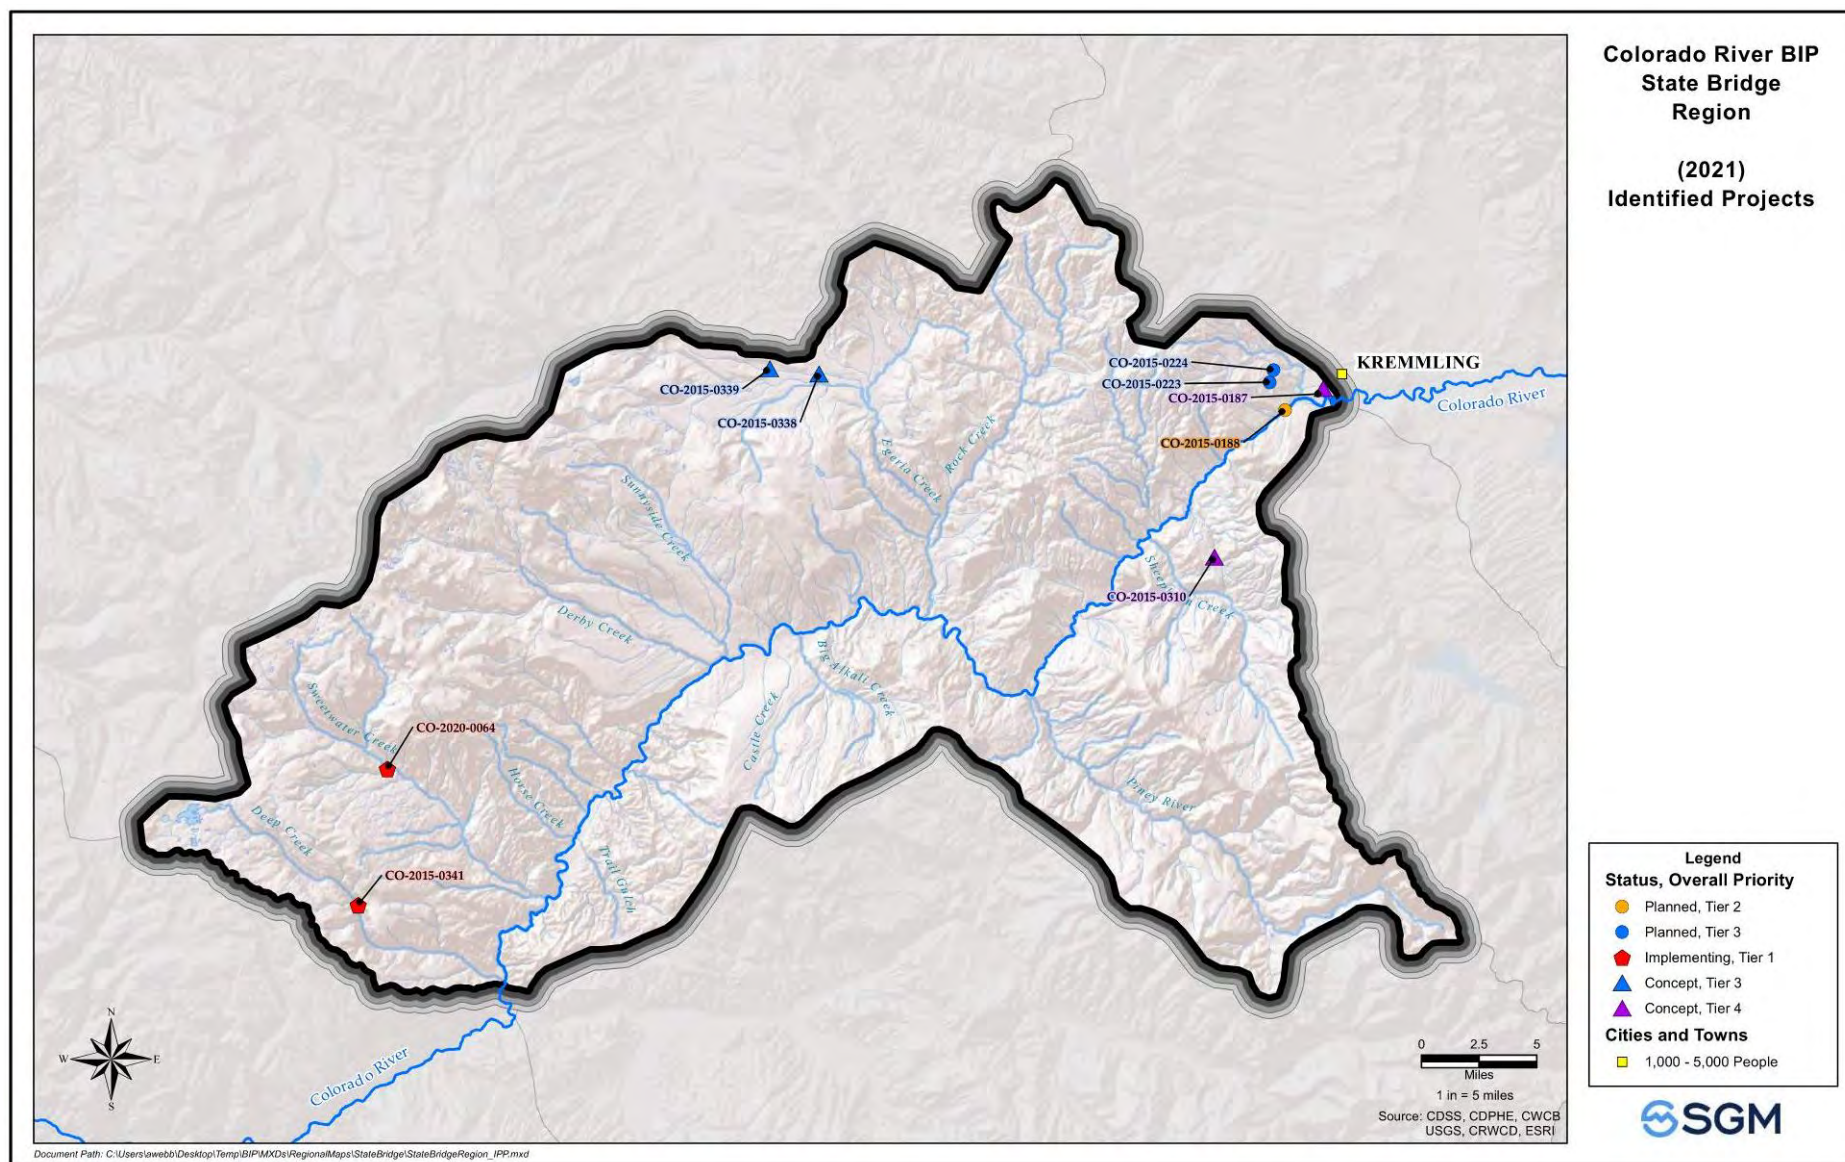 Colorado River BIP
State Bridge
Region
(2021)
Identified Projects
KREMMLING
CO-2015-0224
CO-2015-0223
CO-2015-0187
CO-2015-0188
CO-2015-0339
CO-2015-0338
Colorado River
Egeria Creek
Rock Creek
Sunnyside Creek
CO-2015-0310
Creek
Derby Creek
Big Alkali Creek
Sweetwater Creek
CO-2020-0064
Castle Creek
Horse Creek
Piney River
Deep Creek
CO-2015-0341
Trail Gulch
Colorado River
N
W
E
S
0 2.5 5
Miles
1 in = 5 miles
Source: CDSS, CDPHE, CWCB
USGS, CRWCD, ESRI
Legend
Status, Overall Priority
Planned, Tier 2
Planned, Tier 3
Implementing, Tier 1
Concept, Tier 3
Concept, Tier 4
Cities and Towns
1,000 - 5,000 People
SGM
Document Path: C:\Users\awebb\Desktop\Temp\BIP\MXDs\RegionalMaps\StateBridge\StateBridgeRegion_IPP.mxd